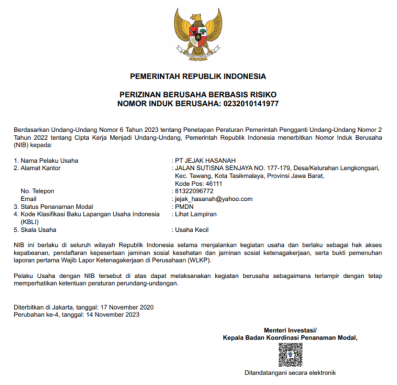 PEMERINTAH REPUBLIK INDONESIA
PERIZINAN BERUSAHA BERBASIS RISIKO
NOMOR INDUK BERUSAHA: 0232010141977
Berdasarkan Undang-Undang Nomor 6 Tahun 2023 tentang Penetapan Peraturan Pemerintah Pengganti Undang-Undang Nomor 2
Tahun 2022 tentang Cipta Kerja Menjadi Undang-Undang, Pemerintah Republik Indonesia menerbitkan Nomor Induk Berusaha
(NIB) kepada:
1. Nama Pelaku Usaha : PT JEJAK HASANAH
2. Alamat Kantor : JALAN SUTISNA SENJAYA NO. 177-179, Desa/Kelurahan Lengkongsari,
Kec. Tawang, Kota Tasikmalaya, Provinsi Jawa Barat,
Kode Pos: 46111
No. Telepon : 81322096772
Email : jejak_hasanah@yahoo.com
3. Status Penanaman Modal : PMDN
4. Kode Klasifikasi Baku Lapangan Usaha Indonesia : Lihat Lampiran
(KBLI)
5. Skala Usaha : Usaha Kecil
NIB ini berlaku di seluruh wilayah Republik Indonesia selama menjalankan kegiatan usaha dan berlaku sebagai hak akses
kepabeanan, pendaftaran kepesertaan jaminan sosial kesehatan dan jaminan sosial ketenagakerjaan, serta bukti pemenuhan
laporan pertama Wajib Lapor Ketenagakerjaan di Perusahaan (WLKP).
Pelaku Usaha dengan NIB tersebut di atas dapat melaksanakan kegiatan berusaha sebagaimana terlampir dengan tetap
memperhatikan ketentuan peraturan perundang-undangan.
Diterbitkan di Jakarta, tanggal: 17 November 2020
Perubahan ke-4, tanggal: 14 November 2023
Menteri Investasi/
Kepala Badan Koordinasi Penanaman Modal,
Ditandatangani secara elektronik